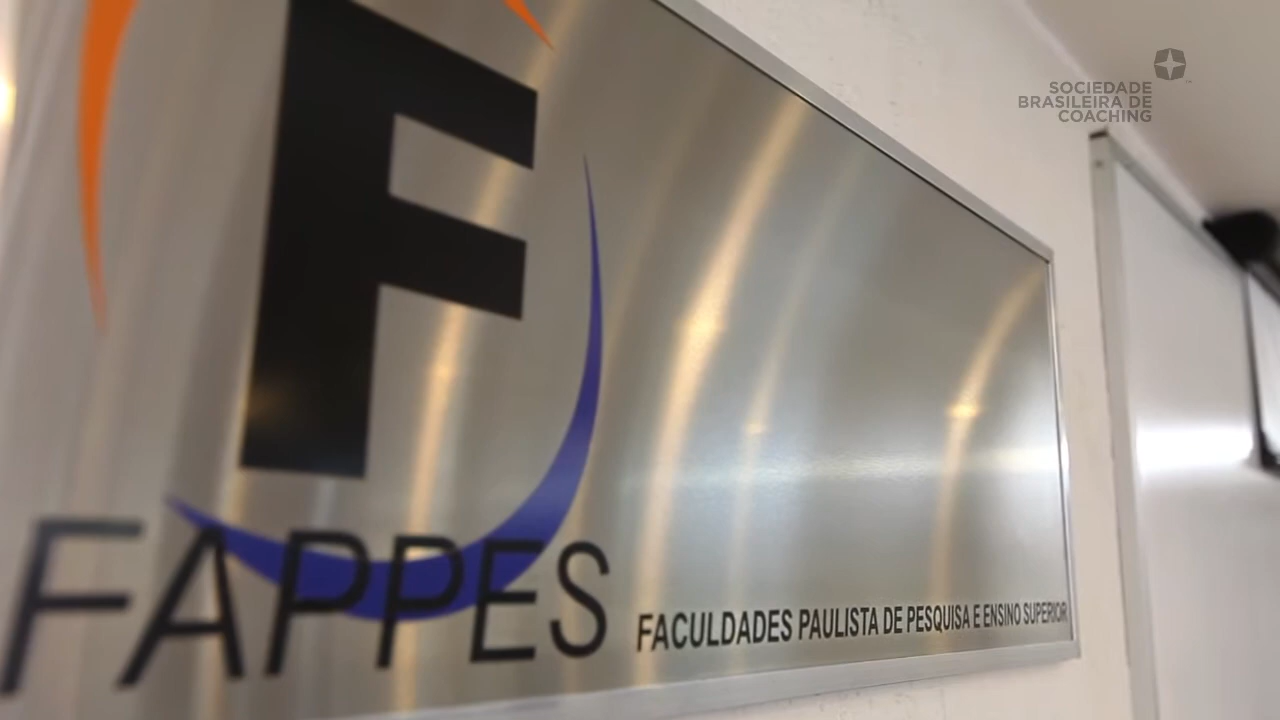 SOCIEDADE
BRASILEIRA DE
COACHING
F
FAPPES
FACULDADES PAULISTA DE PESQUISA E ENSINO SUPERIOR